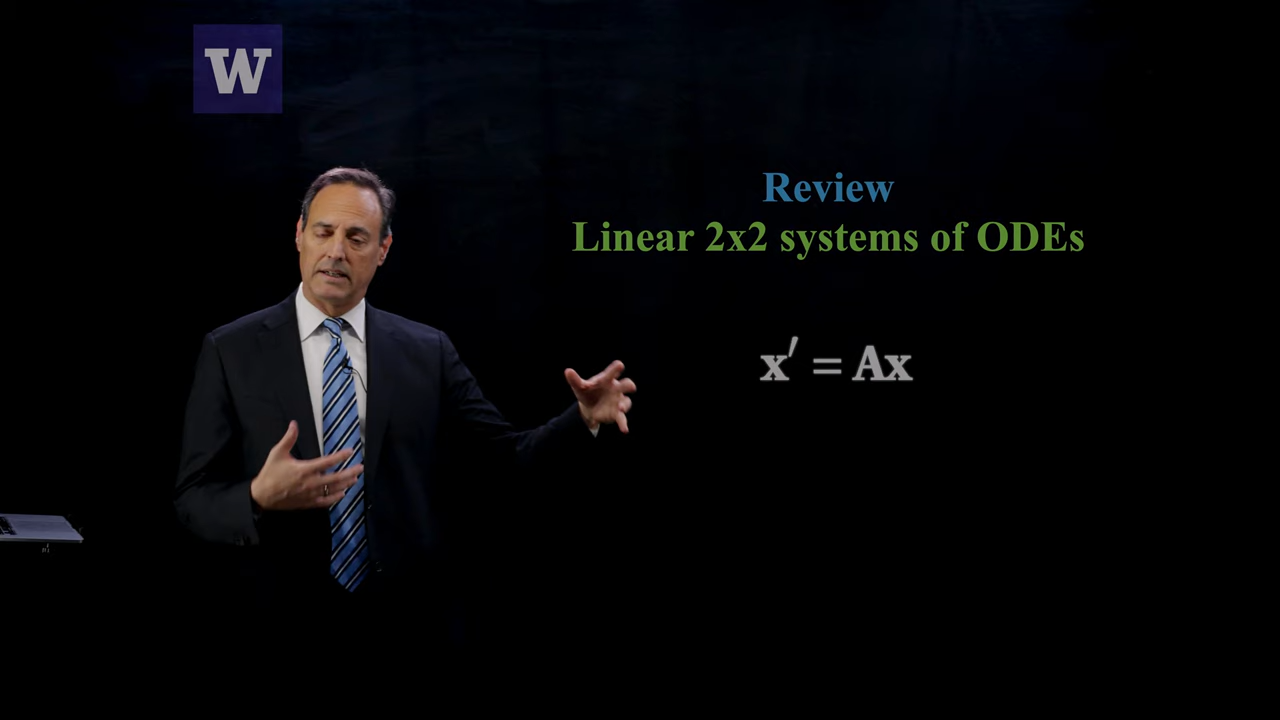 W
Review
Linear 2x2 systems of ODEs
x′ = Ax